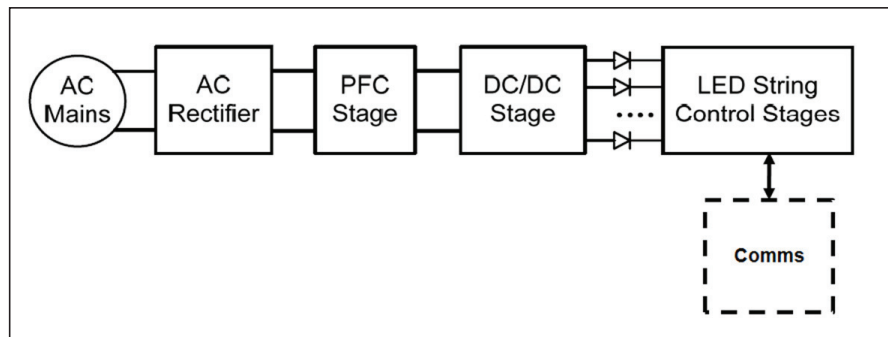 AC
Mains
AC
Rectifier
PFC
Stage
DC/DC
Stage
LED String
Control Stages
Comms